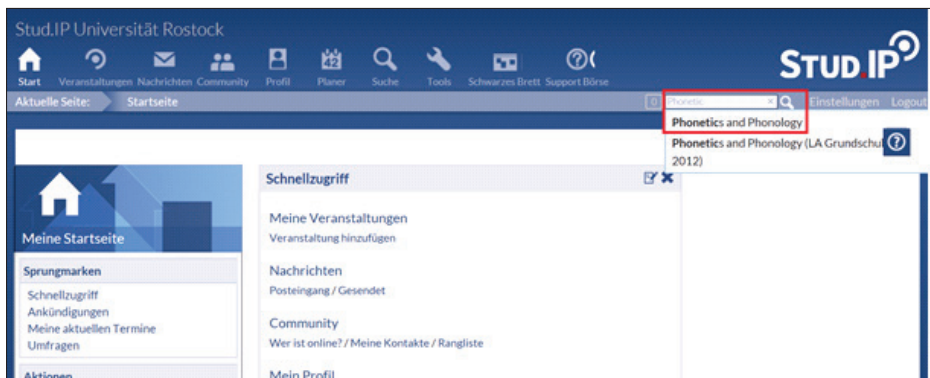 Stud.IP Universität Rostock
Start Veranstaltungen Nachrichten Community Profil Planer Suche Tools Schwarzes Brett Support Börse
42
STUD.IP
Aktuelle Seite: Startseite
0 Phonetic Einstellungen Logout
Phonetics and Phonology
Phonetics and Phonology (LA Grundschul
2012)
Meine Startseite
Sprungmarken
Schnellzugriff
Ankündigungen
Meine aktuellen Termine
Umfragen
Aktionen
Schnellzugriff
Meine Veranstaltungen
Veranstaltung hinzufügen
Nachrichten
Posteingang / Gesendet
Community
Wer ist online? / Meine Kontakte / Rangliste
Mein Profil